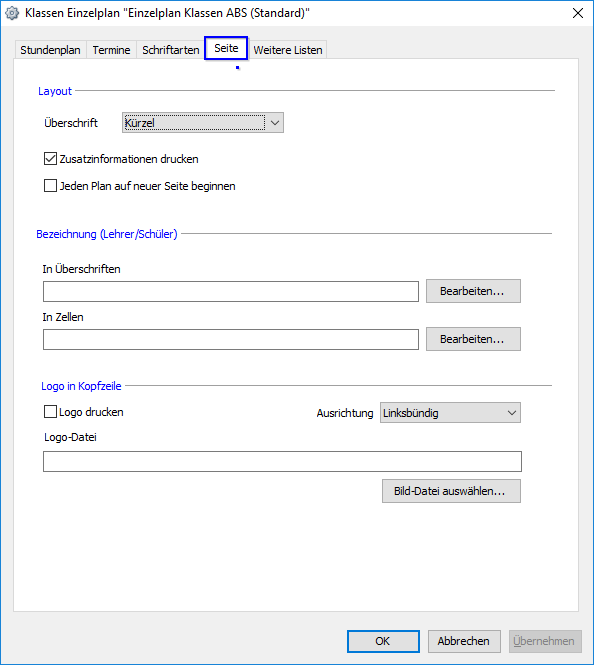 Klassen Einzelplan "Einzelplan Klassen ABS (Standard)"
Stundenplan Termine Schriftarten Seite Weitere Listen
Layout
Überschrift Kürzel
Zusatzinformationen drucken
Jeden Plan auf neuer Seite beginnen
Bezeichnung (Lehrer/Schüler)
In Überschriften
Bearbeiten...
In Zellen
Bearbeiten...
Logo in Kopfzeile
Logo drucken Ausrichtung Linksbündig
Logo-Datei
Bild-Datei auswählen...
OK Abbrechen Übernehmen